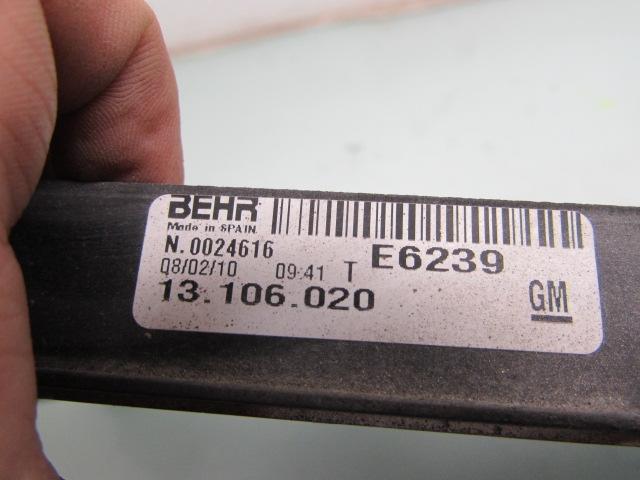 BEHR
Made in SPAIN.
N.0024616
08/02/10 09:41 T E6239
13.106.020
GM